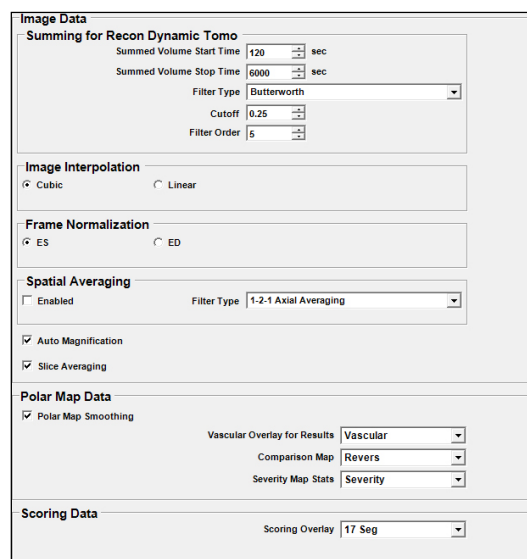 Image Data
Summing for Recon Dynamic Tomo
Summed Volume Start Time 120 sec
Summed Volume Stop Time 6000 sec
Filter Type Butterworth
Cutoff 0.25
Filter Order 5
Image Interpolation
Cubic Linear
Frame Normalization
ES ED
Spatial Averaging
Enabled Filter Type 1-2-1 Axial Averaging
Auto Magnification
Slice Averaging
Polar Map Data
Polar Map Smoothing
Vascular Overlay for Results Vascular
Comparison Map Revers
Severity Map Stats Severity
Scoring Data
Scoring Overlay 17 Seg